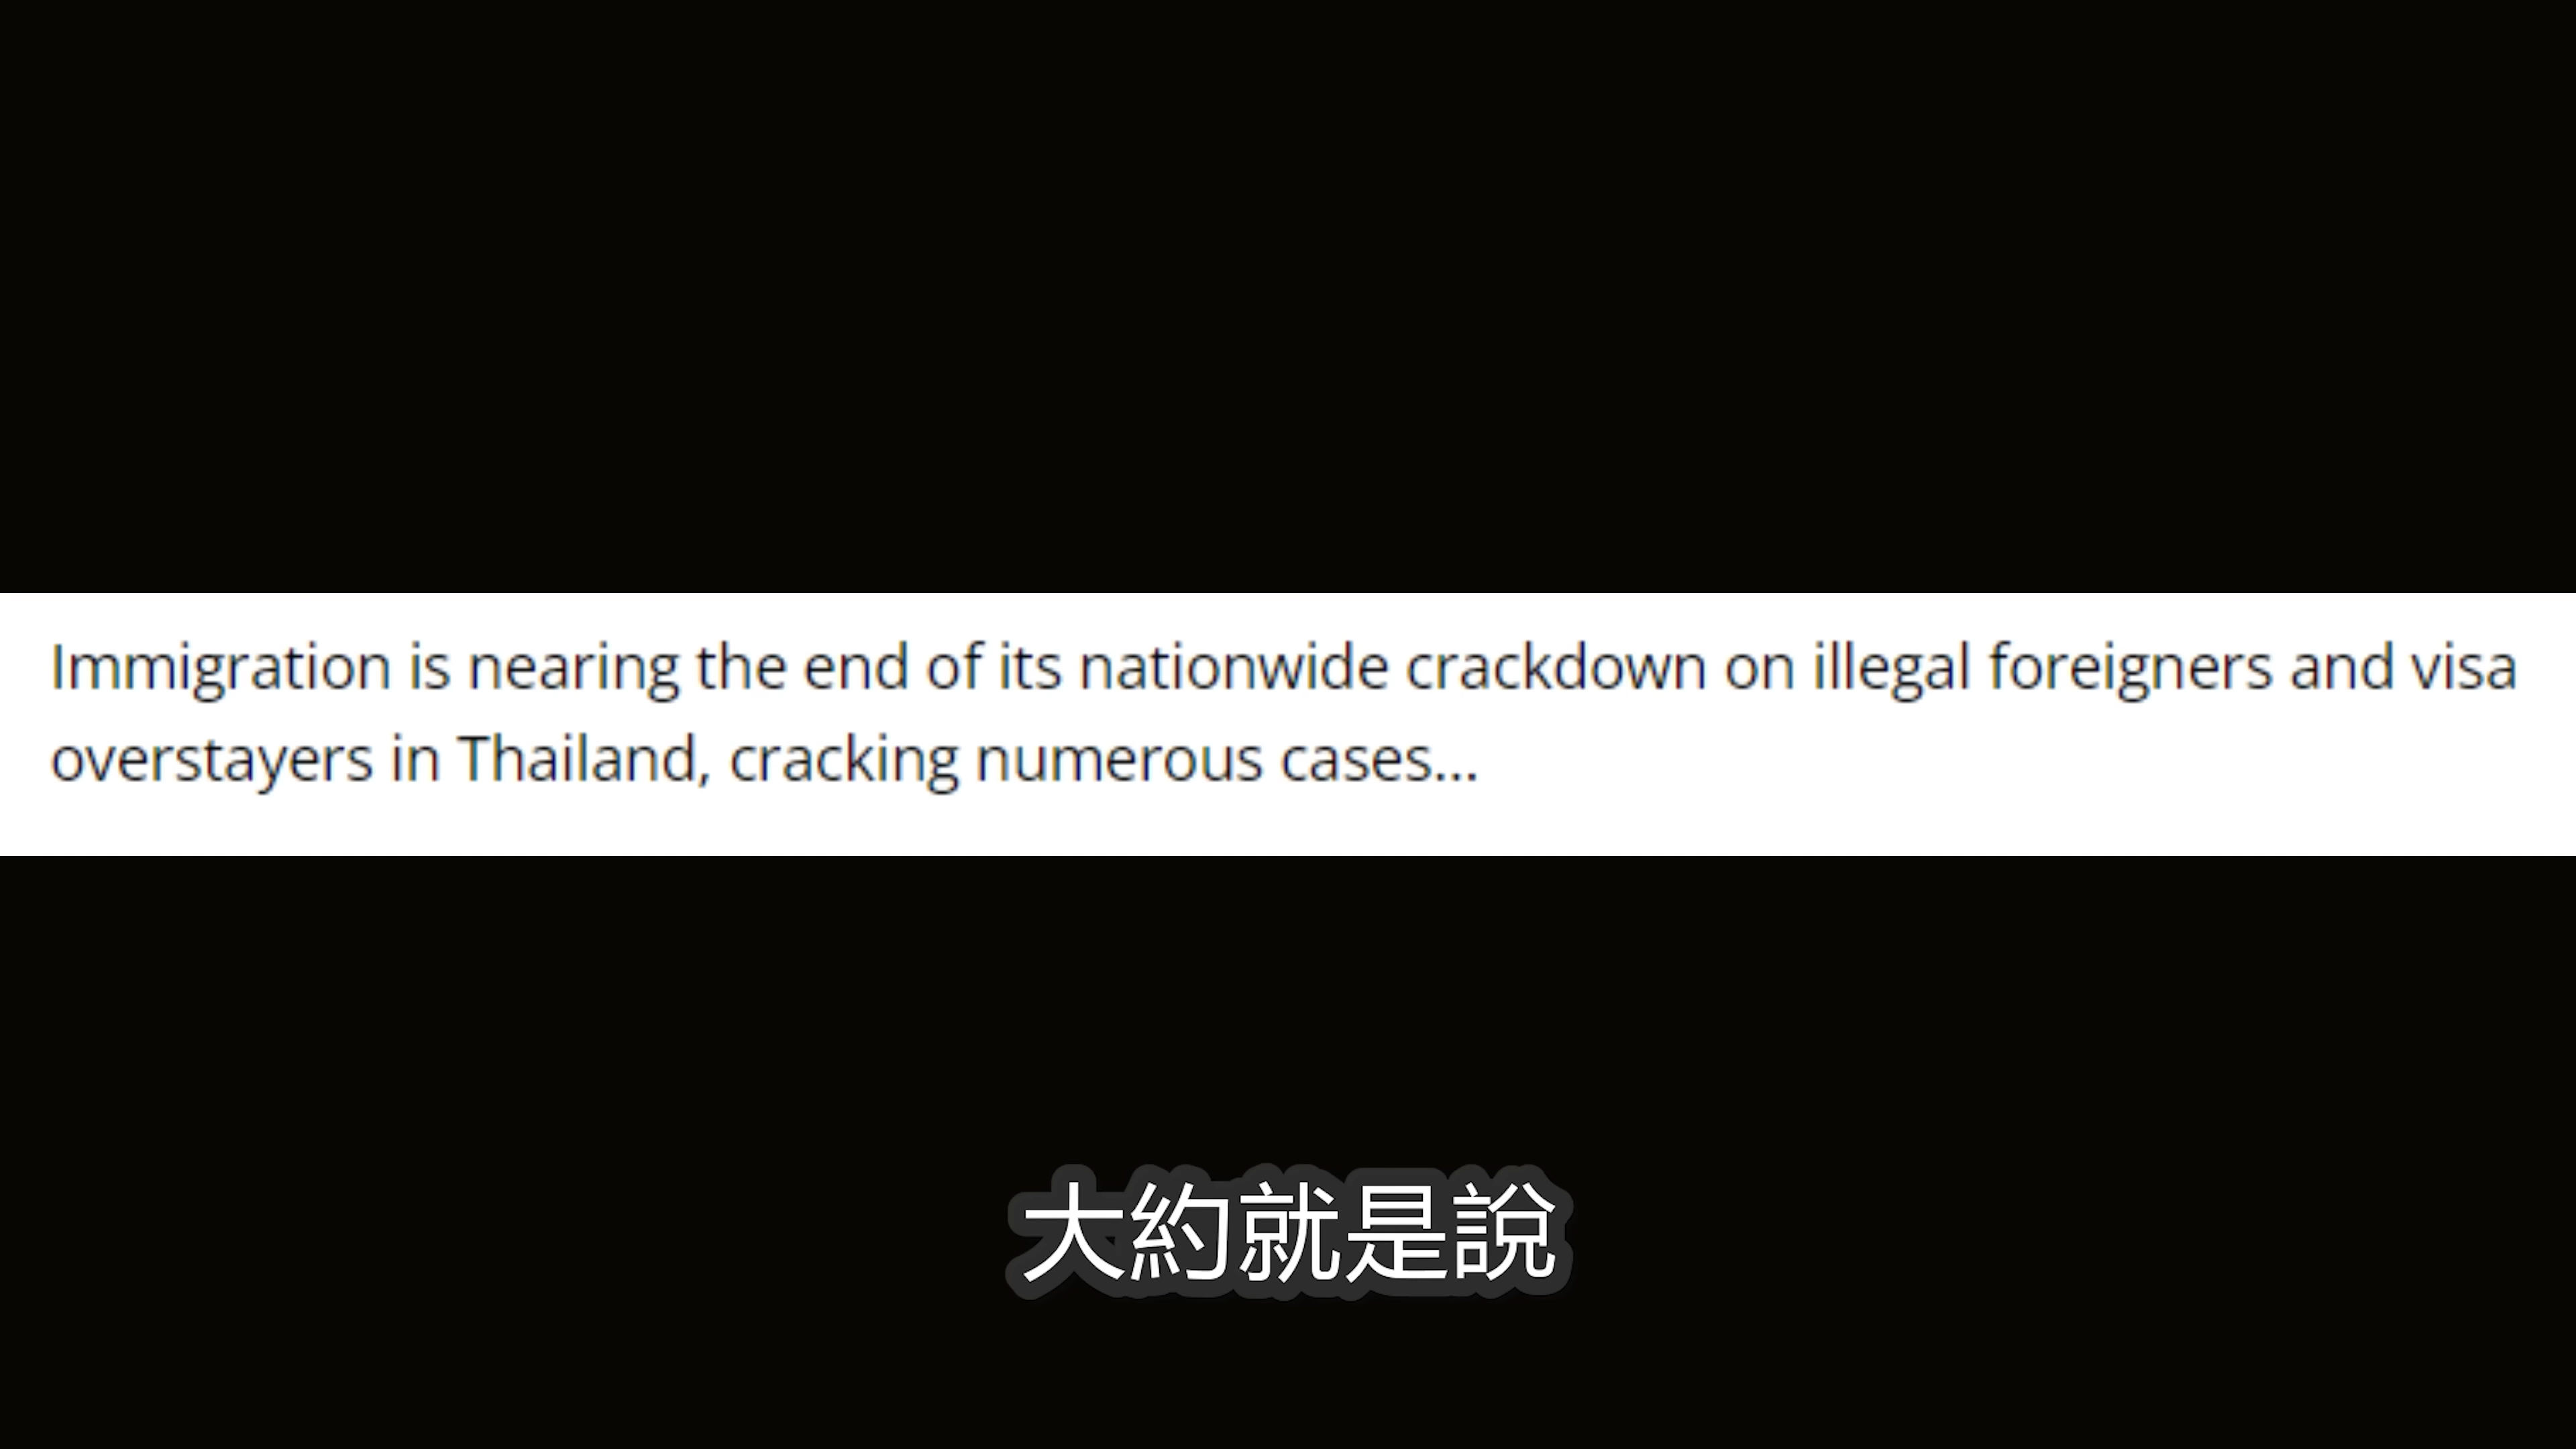 Immigration is nearing the end of its nationwide crackdown on illegal foreigners and visa
overstayers in Thailand, cracking numerous cases...
大約就是說